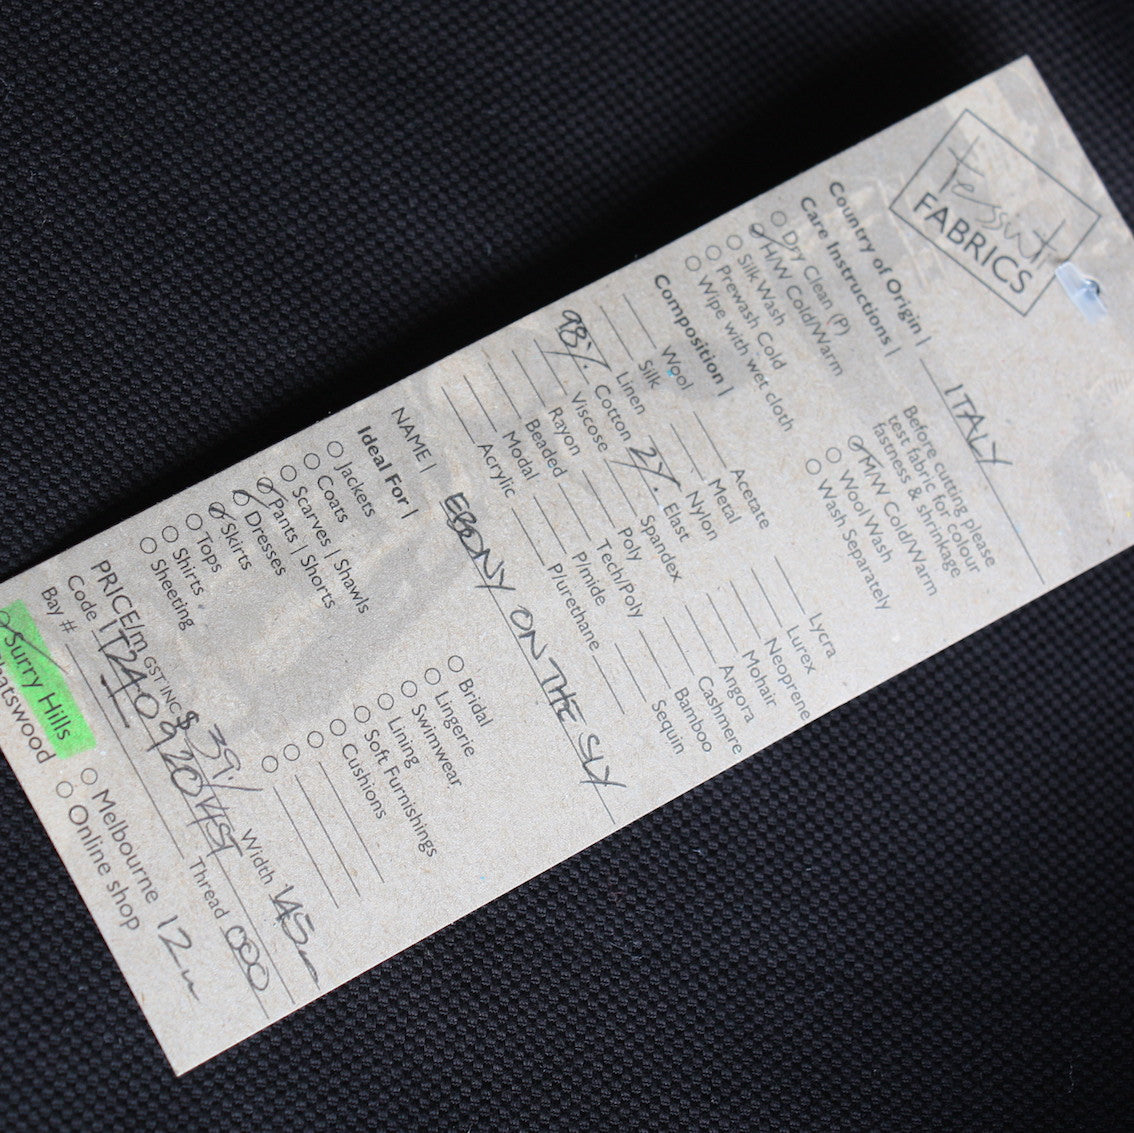 tessuti
FABRICS
Country of Origin | ITALY
Care Instructions |
Dry Clean (P)
H/W Cold/Warm
Silk Wash
Prewash Cold
Wipe with wet cloth
Before cutting please
test fabric for colour
fastness & shrinkage
M/W Cold/Warm
Wool Wash
Wash Separately
Composition |
Wool
Silk
Linen
98% Cotton
Viscose
Rayon
Beaded
Modal
Acrylic
Acetate
Metal
Nylon
2% Elast
Spandex
Poly
Tech/Poly
P/mide
Plurethane
Lycra
Lurex
Neoprene
Mohair
Angora
Cashmere
Bamboo
Sequin
NAME | EBONY ON THE SLY
Ideal For |
Jackets
Coats
Scarves | Shawls
Pants | Shorts
Dresses
Skirts
Tops
Shirts
Sheeting
Bridal
Lingerie
Swimwear
Lining
Soft Furnishings
Cushions
PRICE/m GST INC $ 39/ Width 145m
Code Thread 000
Bay #
Surry Hills
Chatswood
Melbourne 12m
Online shop